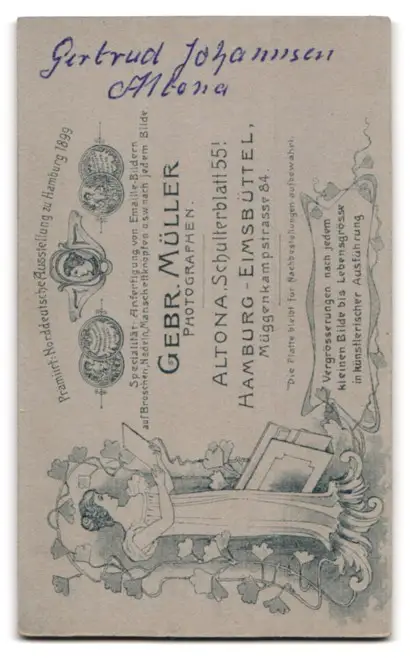 Gertrud Johannsen
Altona
Prämiirt: Norddeutsche Ausstellung zu Hamburg 1899
Specialität: Anfertigung von Emaille-Bildern
auf Broschen, Nadeln, Manschettknöpfen u.s.w. nach jedem Bilde
GEBR. MÜLLER
PHOTOGRAPHEN.
ALTONA, Schulterblatt 55!
HAMBURG-EIMSBÜTTEL,
Müggenkampstrasse 84.
"Die Platte bleibt für Nachbestellungen aufbewahrt.
Vergrösserungen nach jedem
kleinen Bilde bis Lebensgrösse
in künstlerischer Ausführung